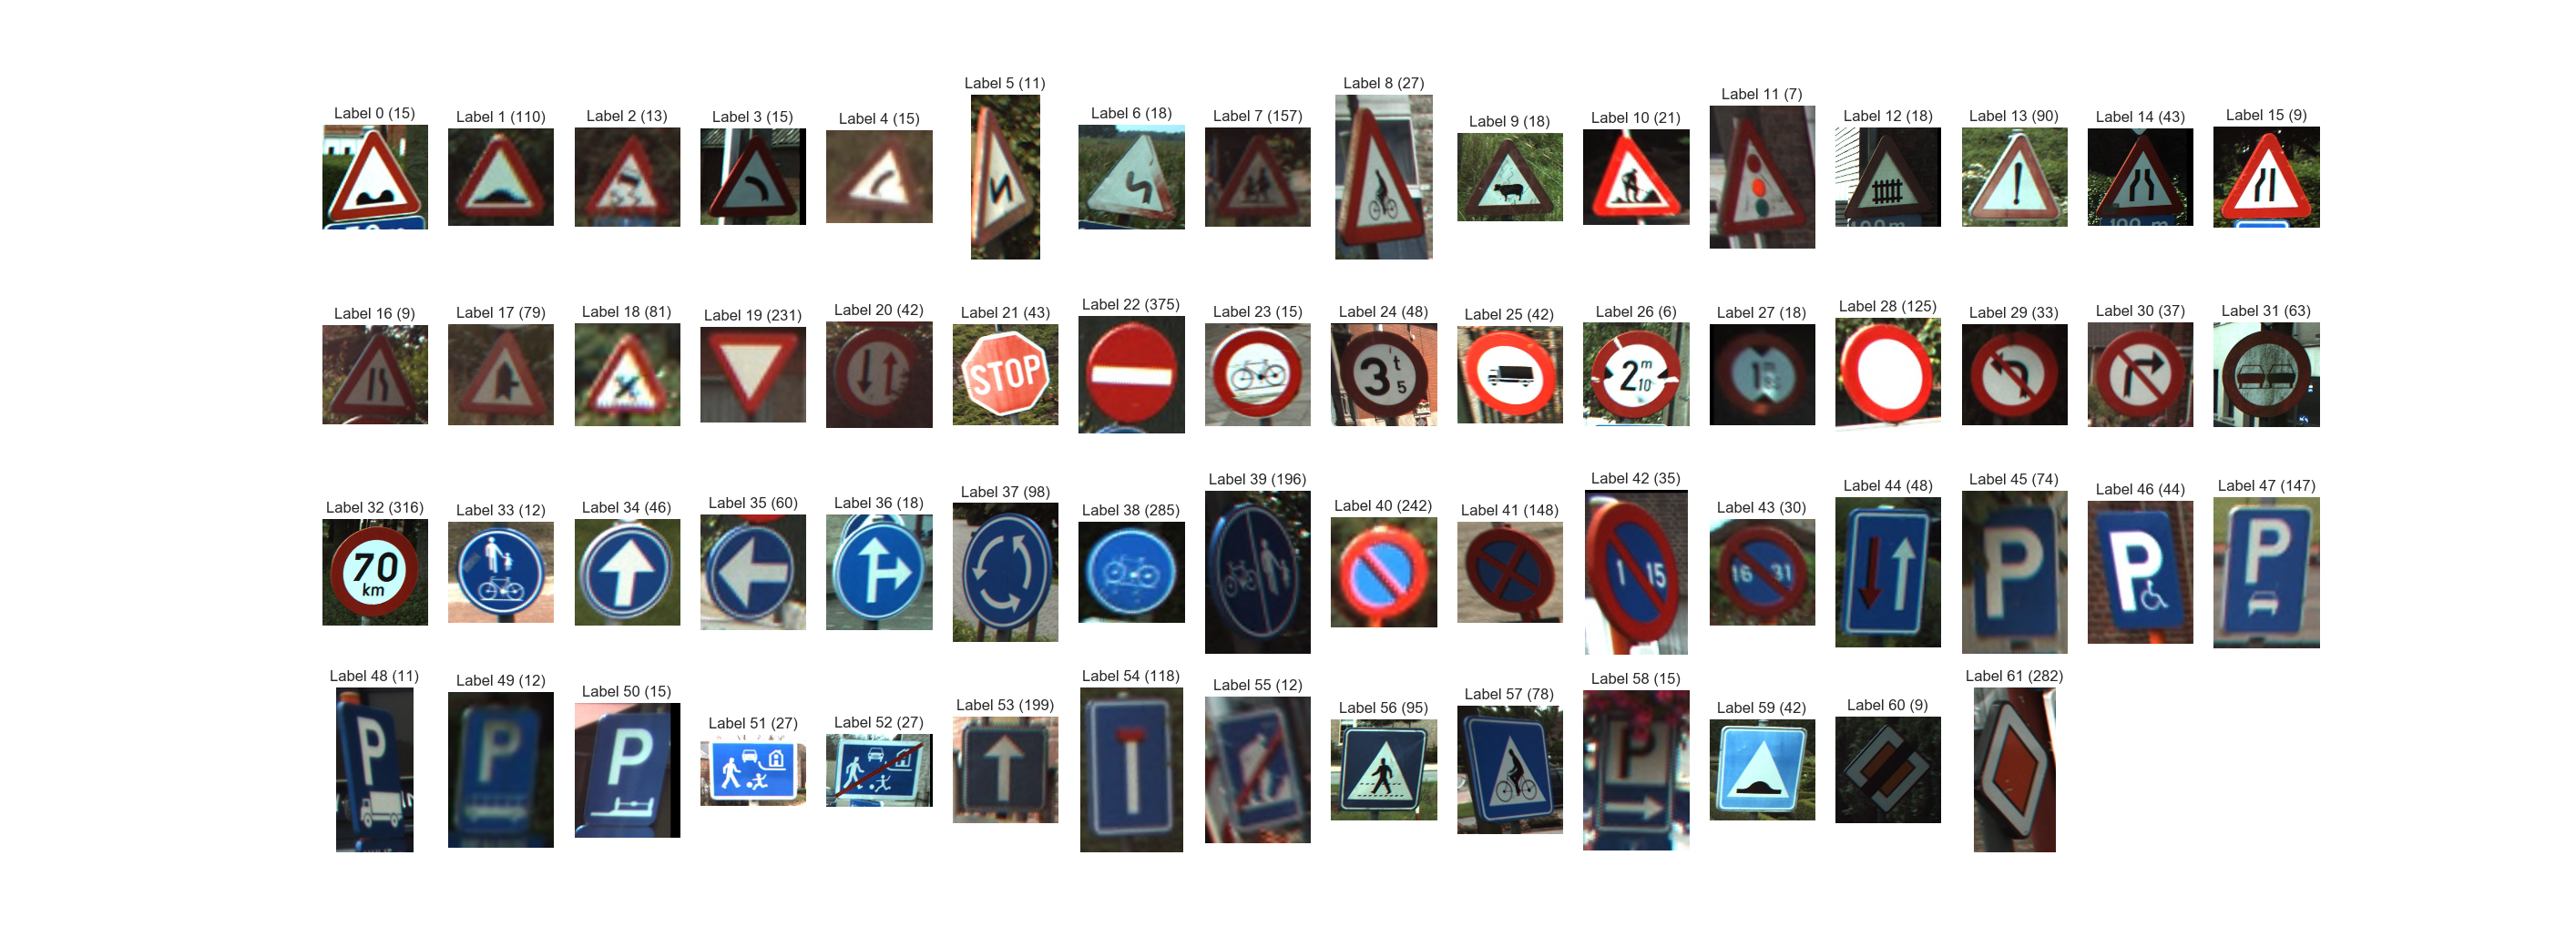 Label 0 (15)
Label 1 (110)
Label 2 (13)
Label 3 (15)
Label 4 (15)
Label 5 (11)
Label 6 (18)
Label 7 (157)
Label 8 (27)
Label 9 (18)
Label 10 (21)
Label 11 (7)
Label 12 (18)
Label 13 (90)
Label 14 (43)
Label 15 (9)
Label 16 (9)
Label 17 (79)
Label 18 (81)
Label 19 (231)
Label 20 (42)
Label 21 (43)
STOP
Label 22 (375)
Label 23 (15)
Label 24 (48)
3t5
Label 25 (42)
Label 26 (6)
2m10
Label 27 (18)
Label 28 (125)
Label 29 (33)
Label 30 (37)
Label 31 (63)
Label 32 (316)
70
km
Label 33 (12)
Label 34 (46)
Label 35 (60)
Label 36 (18)
Label 37 (98)
Label 38 (285)
Label 39 (196)
Label 40 (242)
Label 41 (148)
Label 42 (35)
1 15
Label 43 (30)
16 31
Label 44 (48)
Label 45 (74)
P
Label 46 (44)
P
Label 47 (147)
P
Label 48 (11)
P
Label 49 (12)
P
Label 50 (15)
P
Label 51 (27)
Label 52 (27)
Label 53 (199)
Label 54 (118)
Label 55 (12)
Label 56 (95)
Label 57 (78)
Label 58 (15)
P
Label 59 (42)
Label 60 (9)
Label 61 (282)